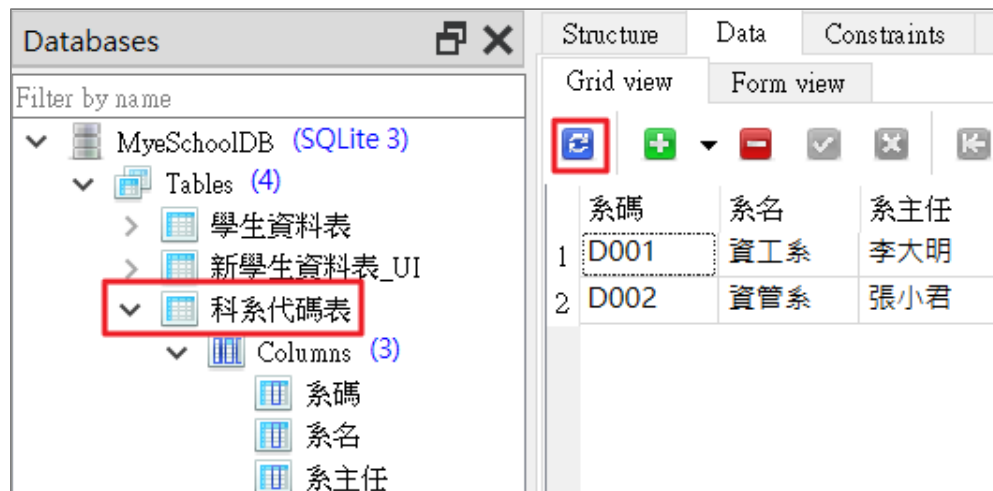 Databases
Filter by name
MyeSchoolDB (SQLite 3)
Tables (4)
學生資料表
新學生資料表_UI
科系代碼表
Columns (3)
系碼
系名
系主任
Structure Data Constraints
Grid view Form view
系碼 系名 系主任
1 D001 資工系 李大明
2 D002 資管系 張小君